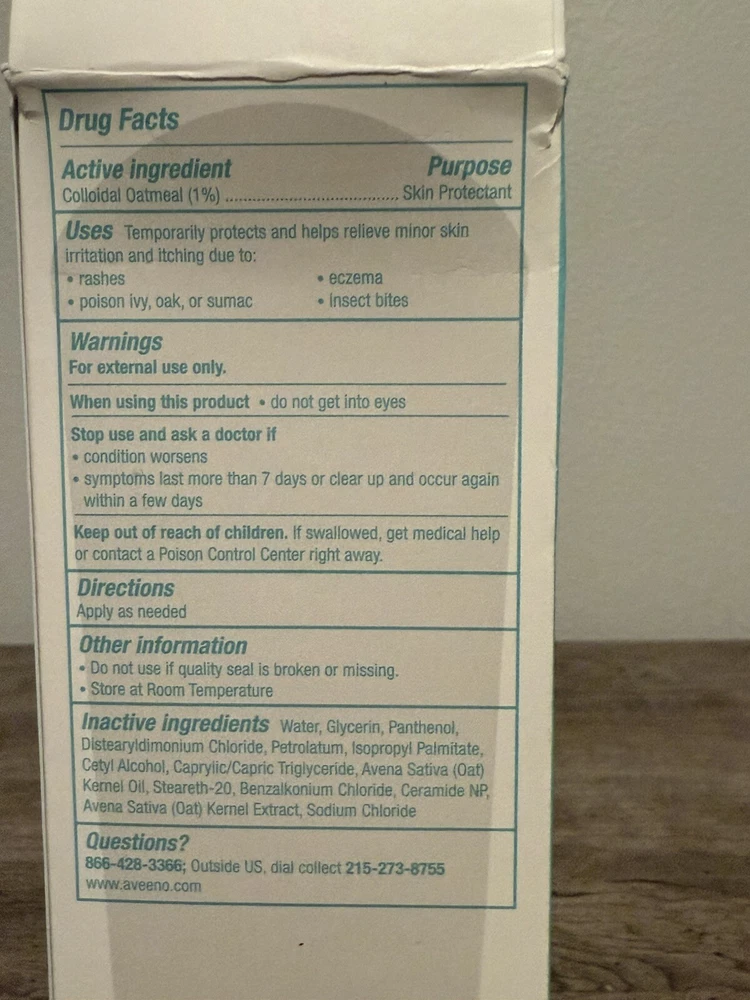 Drug Facts
Active ingredient Purpose
Colloidal Oatmeal (1%) ........................................ Skin Protectant
Uses Temporarily protects and helps relieve minor skin
irritation and itching due to:
• rashes • eczema
• poison ivy, oak, or sumac • insect bites
Warnings
For external use only.
When using this product • do not get into eyes
Stop use and ask a doctor if
• condition worsens
• symptoms last more than 7 days or clear up and occur again
within a few days
Keep out of reach of children. If swallowed, get medical help
or contact a Poison Control Center right away.
Directions
Apply as needed
Other information
• Do not use if quality seal is broken or missing.
• Store at Room Temperature
Inactive ingredients Water, Glycerin, Panthenol,
Distearyldimonium Chloride, Petrolatum, Isopropyl Palmitate,
Cetyl Alcohol, Caprylic/Capric Triglyceride, Avena Sativa (Oat)
Kernel Oil, Steareth-20, Benzalkonium Chloride, Ceramide NP,
Avena Sativa (Oat) Kernel Extract, Sodium Chloride
Questions?
866-428-3366; Outside US, dial collect 215-273-8755
www.aveeno.com